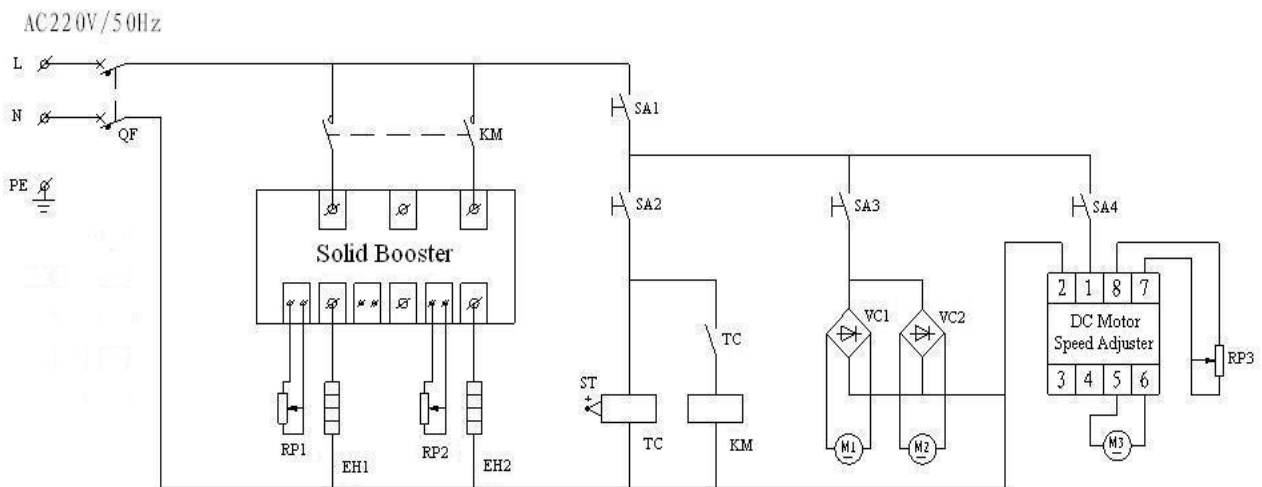 AC220V/50Hz
L
N
QF
PE
KM
SA1
SA2
SA3
SA4
Solid Booster
2 1 8 7
DC Motor
Speed Adjuster
3 4 5 6
VC1
VC2
TC
RP3
ST
+
RP1
EH1
RP2
EH2
TC
KM
M1
M2
M3